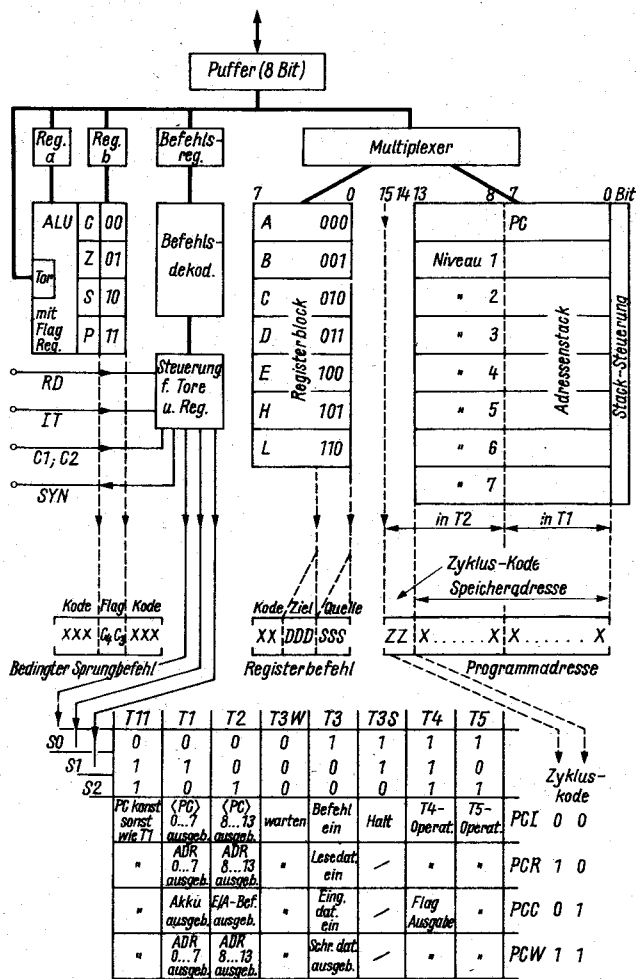 Puffer (8 Bit)
Reg. a
Reg. b
Befehls-
reg.
Multiplexer
7 0 15 14 13 8 7 0 Bit
ALU
C 00
Z 01
S 10
P 11
Tor
mit
Flag
Reg.
Befehls-
dekod.
A 000
B 001
C 010
D 011
E 100
H 101
L 110
Registerblock
PC
Niveau 1
" 2
" 3
" 4
" 5
" 6
" 7
Adressenstack
Stack-Steuerung
Steuerung
f. Tore
u. Reg.
RD
IT
C1; C2
SYN
in T2
in T1
Zyklus-Kode
Speicheradresse
Kode Flag Kode
XXX C4 C3 XXX
Bedingter Sprungbefehl
Kode Ziel Quelle
XX DDD SSS
Registerbefehl
ZZ X......X X......X
Programmadresse
T11 T1 T2 T3W T3 T3S T4 T5
S0 0 0 0 0 1 1 1 1
S1 1 1 0 0 0 1 1 0
S2 1 0 1 0 0 0 1 1
Zyklus-
kode
PC konst
sonst
wie T1
⟨PC⟩
0...7
ausgeb.
⟨PC⟩
8...13
ausgeb.
warten
Befehl
ein
Halt
T4-
Operat.
T5-
Operat.
PCI 0 0
"
ADR
0...7
ausgeb.
ADR
8...13
ausgeb.
"
Lesedat.
ein
/
"
"
PCR 1 0
"
Akku
ausgeb.
E/A-Bef.
ausgeb.
"
Eing.
dat.
ein
/
Flag
Ausgabe
"
PCC 0 1
"
ADR
0...7
ausgeb.
ADR
8...13
ausgeb.
"
Schr. dat.
ausgeb.
/
"
"
PCW 1 1